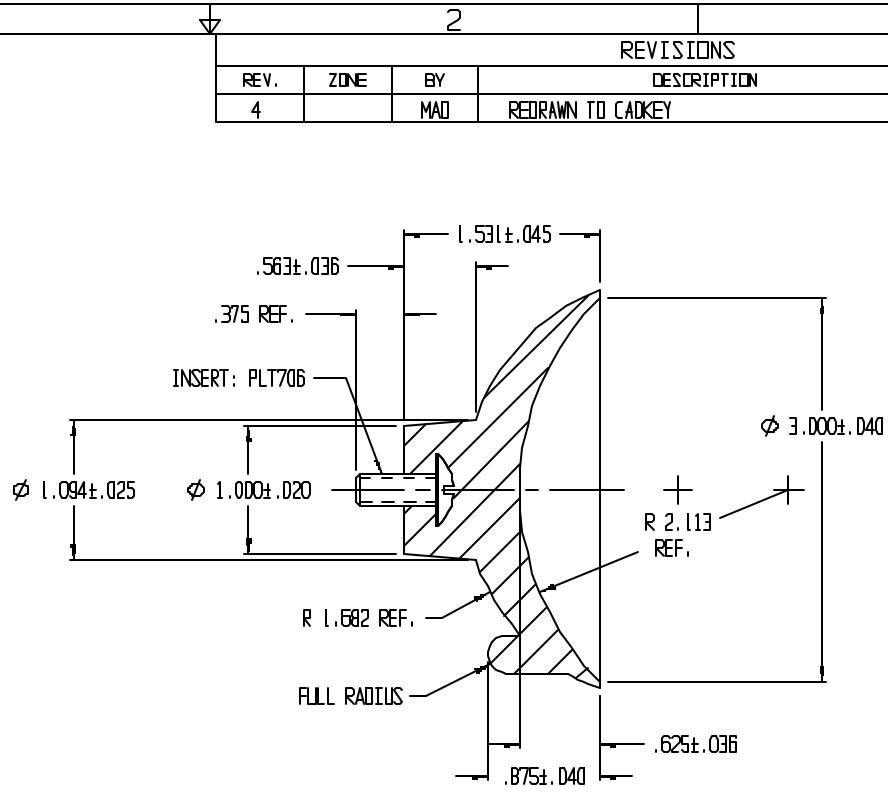 2
REVISIONS
REV. ZONE BY DESCRIPTION
4 MAO REDRAWN TO CADKEY
1.531±.045
.563±.036
.375 REF.
INSERT: PLT706
Ø 3.000±.040
Ø 1.094±.025
Ø 1.000±.020
R 2.113
REF.
R 1.682 REF.
FULL RADIUS
.625±.036
.875±.040